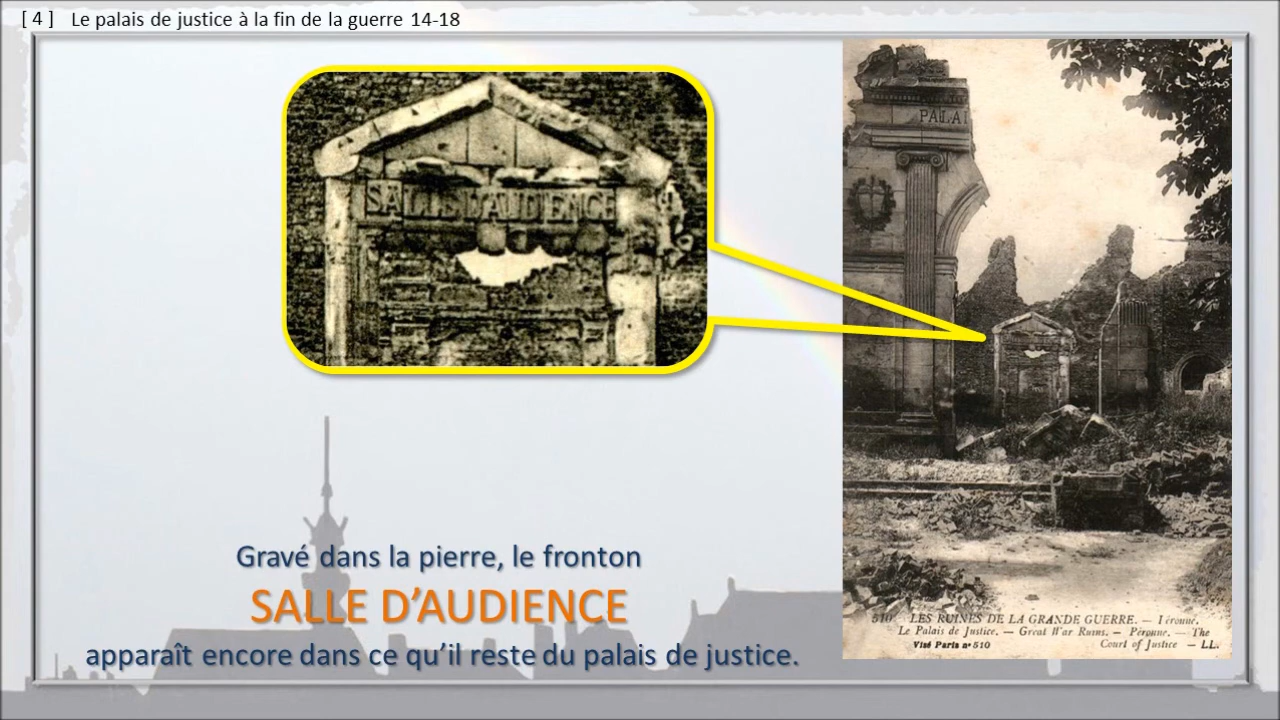 [ 4 ] Le palais de justice à la fin de la guerre 14-18
SALLE D'AUDIENCE
PALAI
Gravé dans la pierre, le fronton
SALLE D’AUDIENCE
apparaît encore dans ce qu’il reste du palais de justice.
510 LES RUINES DE LA GRANDE GUERRE. — Péronne.
Le Palais de Justice. — Great War Ruins. — Péronne. — The
Visé Paris nº 510 Court of Justice — LL.